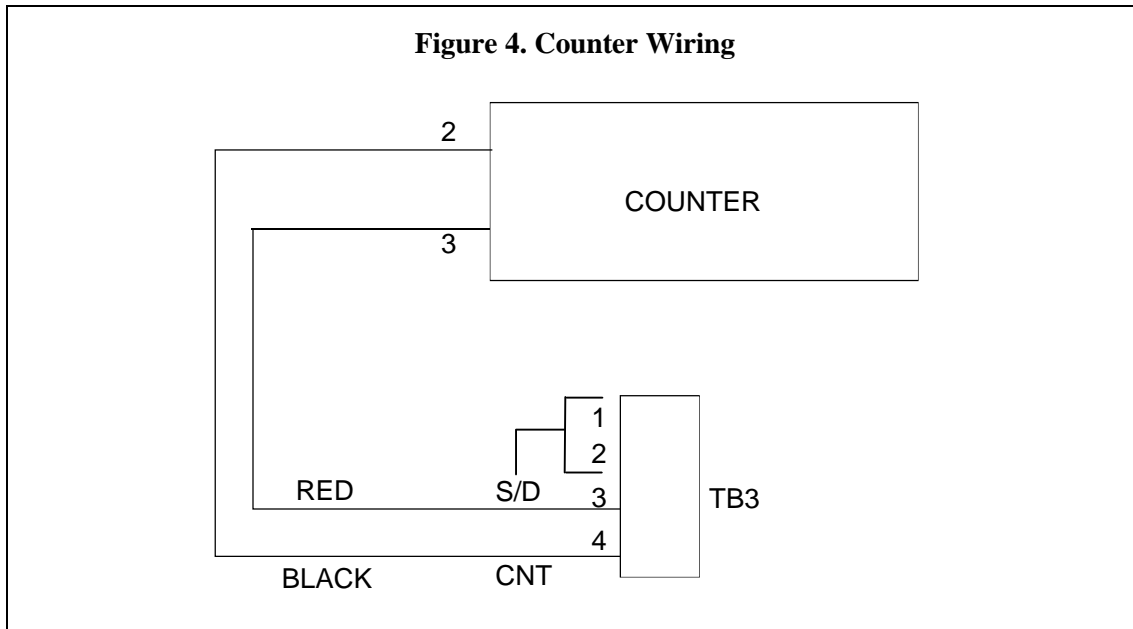 Figure 4. Counter Wiring
2
COUNTER
3
1
2
RED
S/D
3
TB3
4
BLACK
CNT